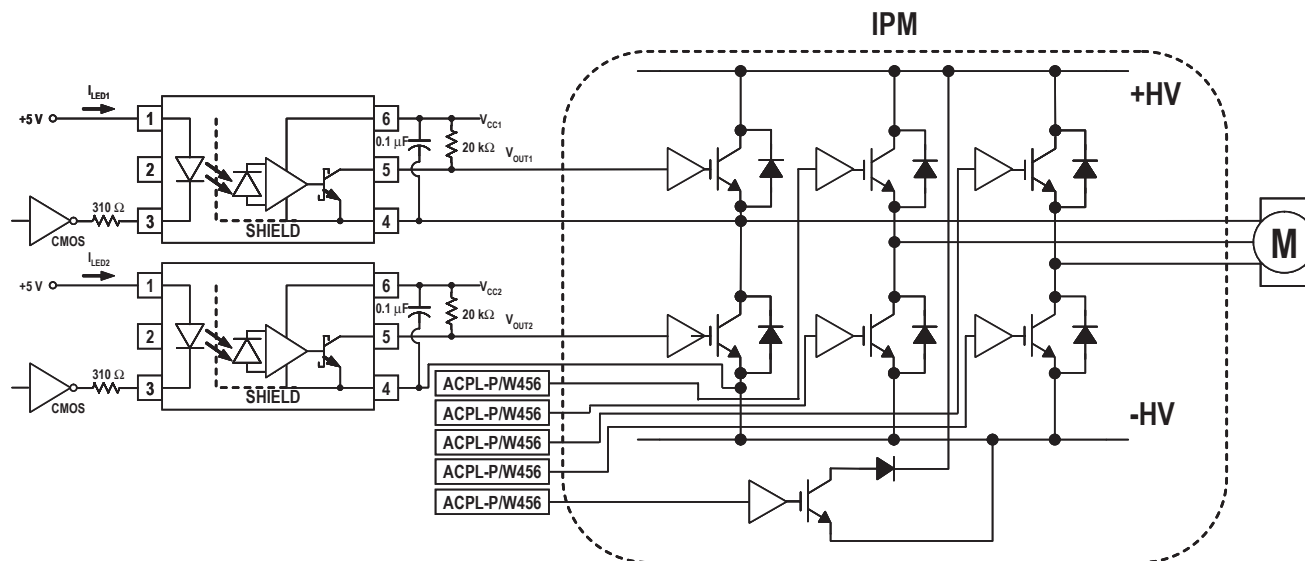 IPM
+HV
I_LED1
+5 V
1
2
3
310 Ω
CMOS
SHIELD
6
5
4
0.1 µF
V_CC1
20 kΩ
V_OUT1
M
I_LED2
+5 V
1
2
3
310 Ω
CMOS
SHIELD
6
5
4
0.1 µF
V_CC2
20 kΩ
V_OUT2
ACPL-P/W456
ACPL-P/W456
ACPL-P/W456
ACPL-P/W456
ACPL-P/W456
-HV